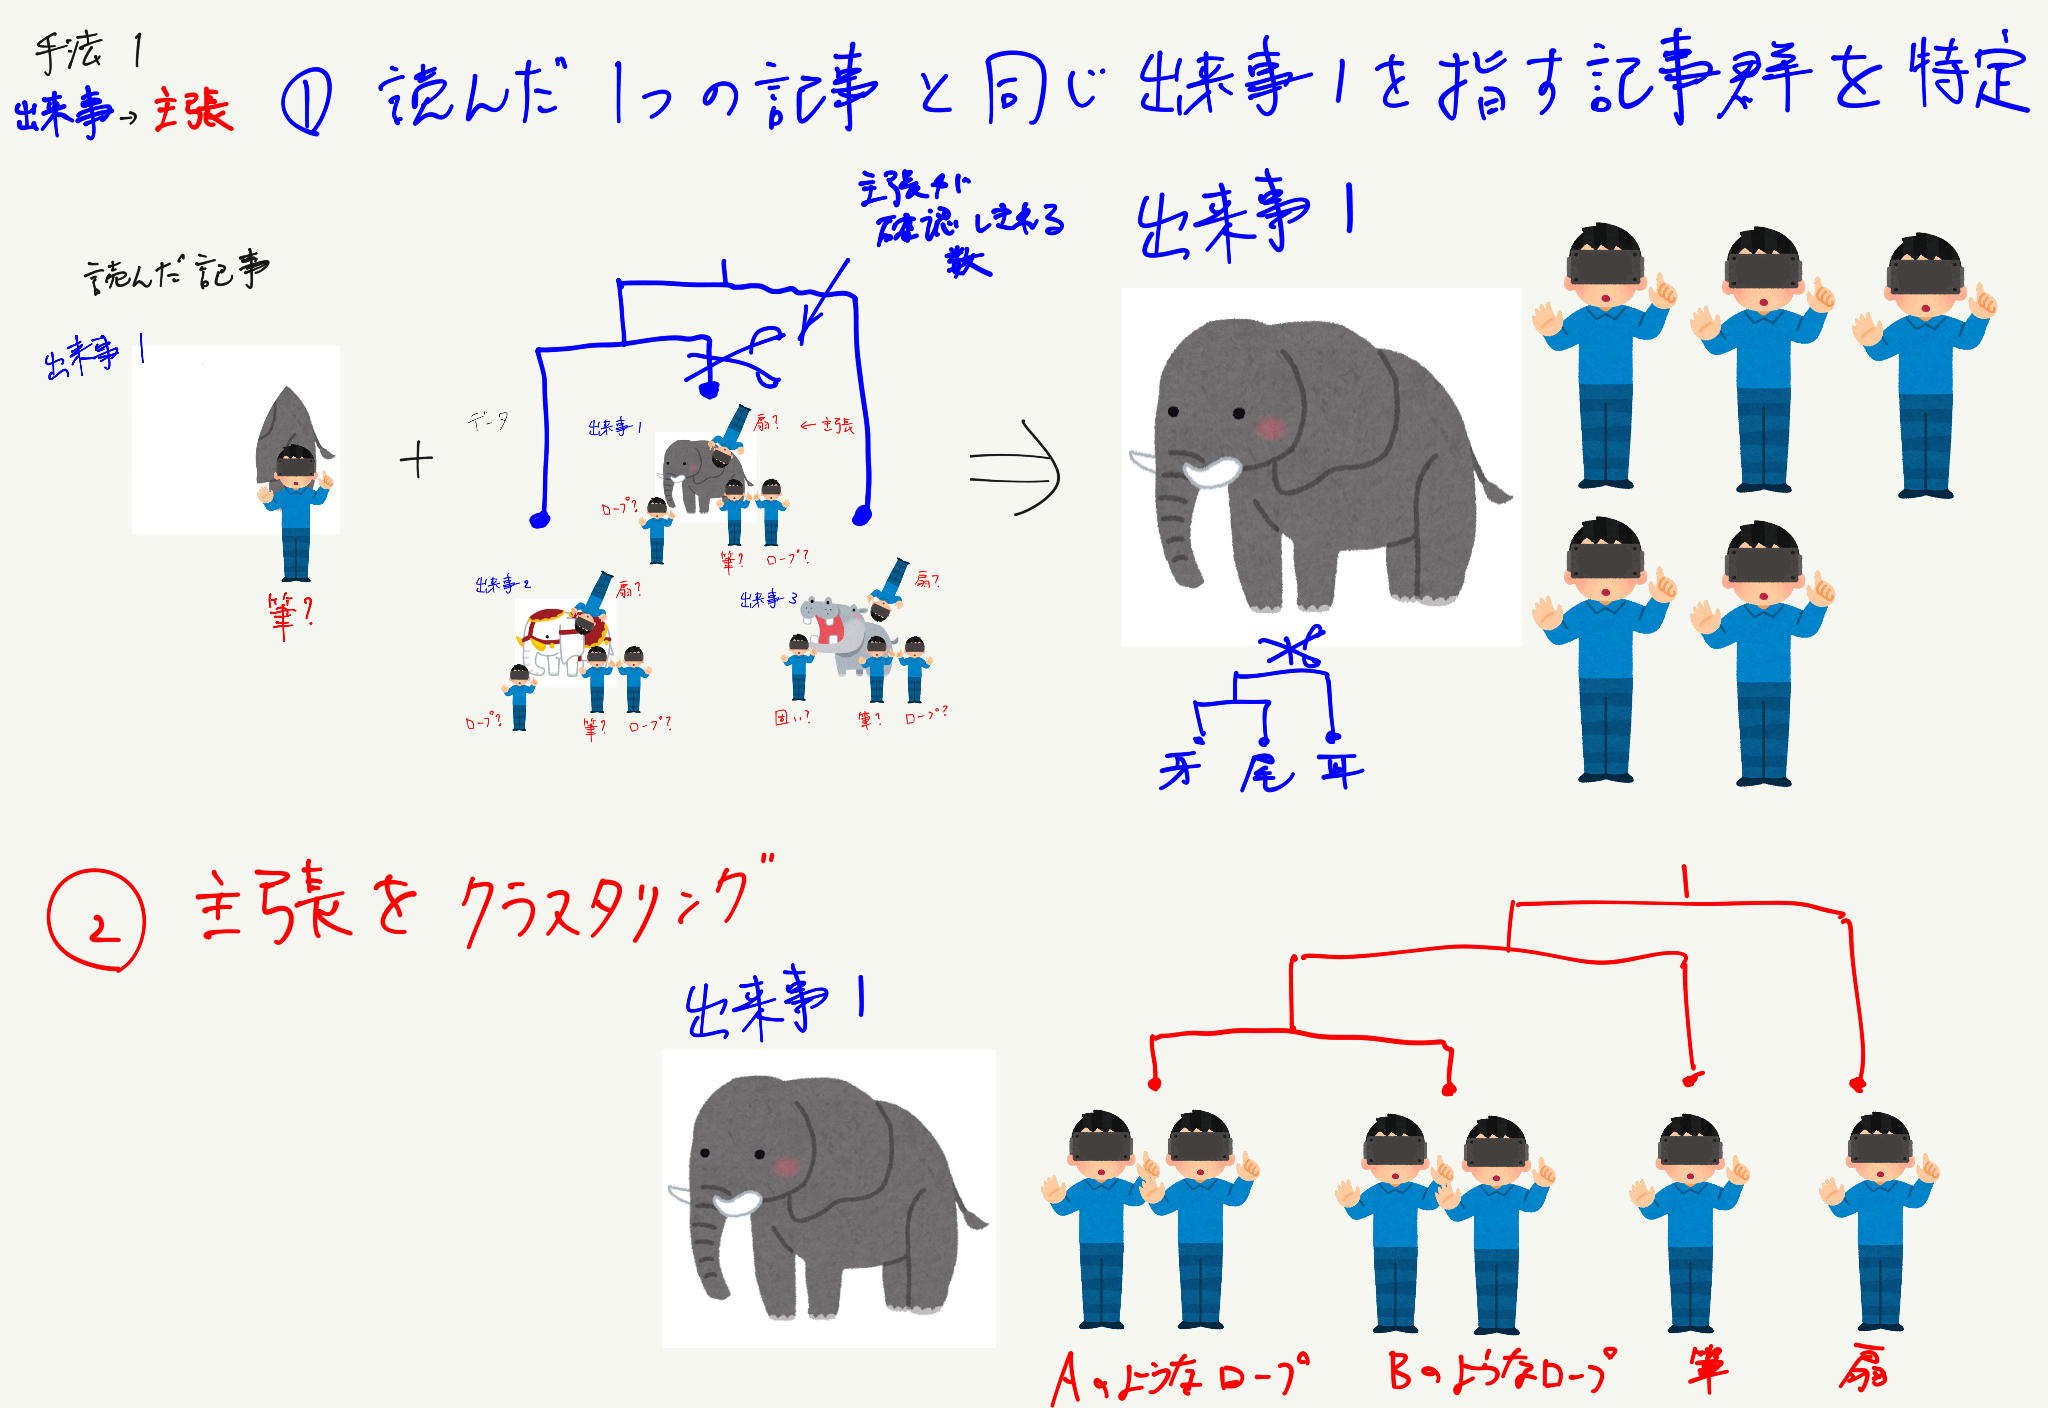 手法 1
出来事→主張
① 読んだ 1つの記事と同じ出来事1を指す記事群を特定
主張が
確認しきれる
数
読んだ記事
出来事 1
筆?
+
データ
出来事 1
扇?
←主張
ロープ?
筆?
ロープ?
出来事 2
扇?
ロープ?
筆?
ロープ?
出来事 3
扇?
囲い?
筆?
ロープ?
⇒
出来事 1
牙 尾 耳
② 主張をクラスタリング
出来事 1
Aのようなロープ
Bのようなロープ
筆
扇